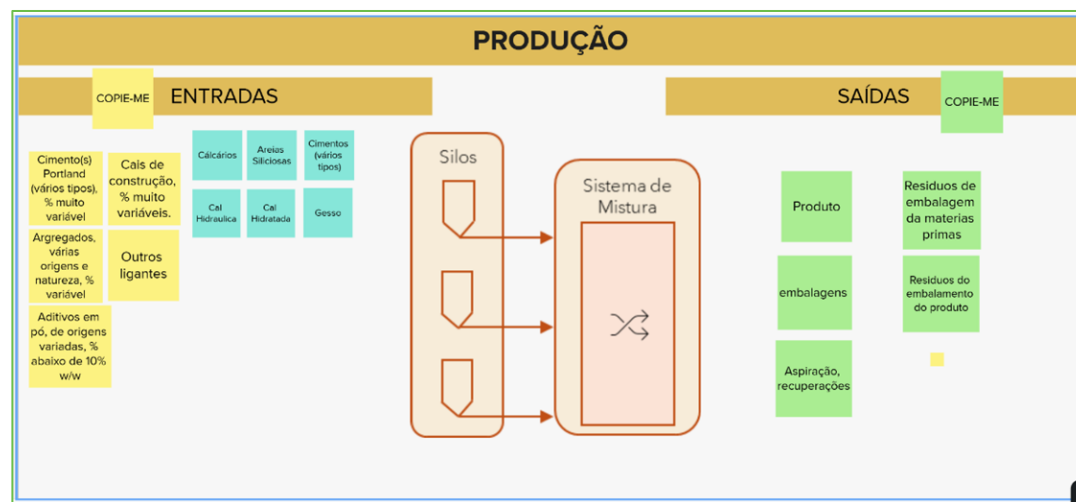 PRODUÇÃO
COPIE-ME
ENTRADAS
SAÍDAS
COPIE-ME
Cimento(s)
Portland
(vários tipos),
% muito
variável
Cais de
construção,
% muito
variáveis.
Argregados,
várias
origens e
natureza, %
variável
Outros
ligantes
Aditivos em
pó, de origens
variadas, %
abaixo de 10%
w/w
Cálcários
Areias
Siliciosas
Cimentos
(vários
tipos)
Cal
Hidraulica
Cal
Hidratada
Gesso
Silos
Sistema de
Mistura
Produto
Residuos de
embalagem
da materias
primas
embalagens
Residuos do
embalamento
do produto
Aspiração,
recuperações